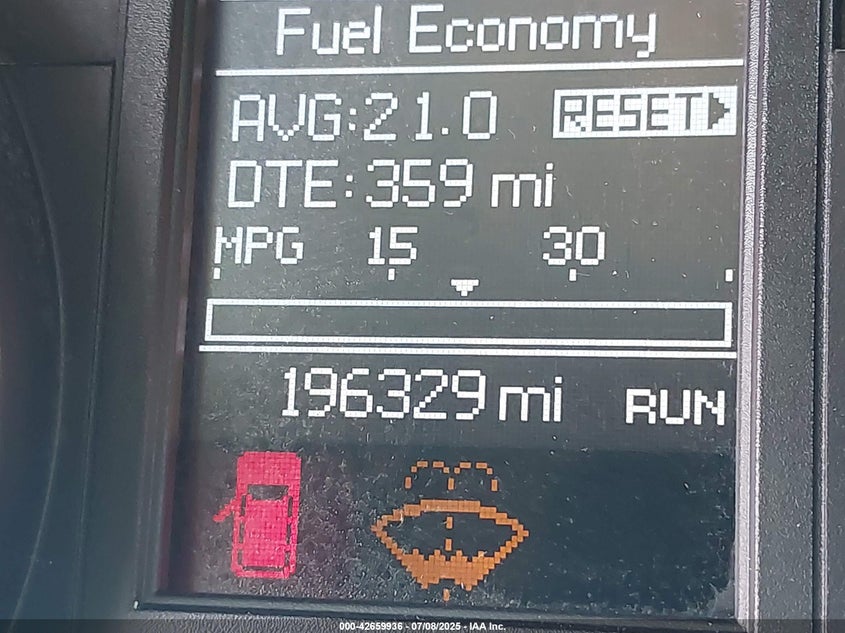 Fuel Economy
AVG:21.0 RESET
DTE:359 mi
MPG 15 30
196329 mi RUN
000-42659936 - 07/08/2025 - IAA Inc.